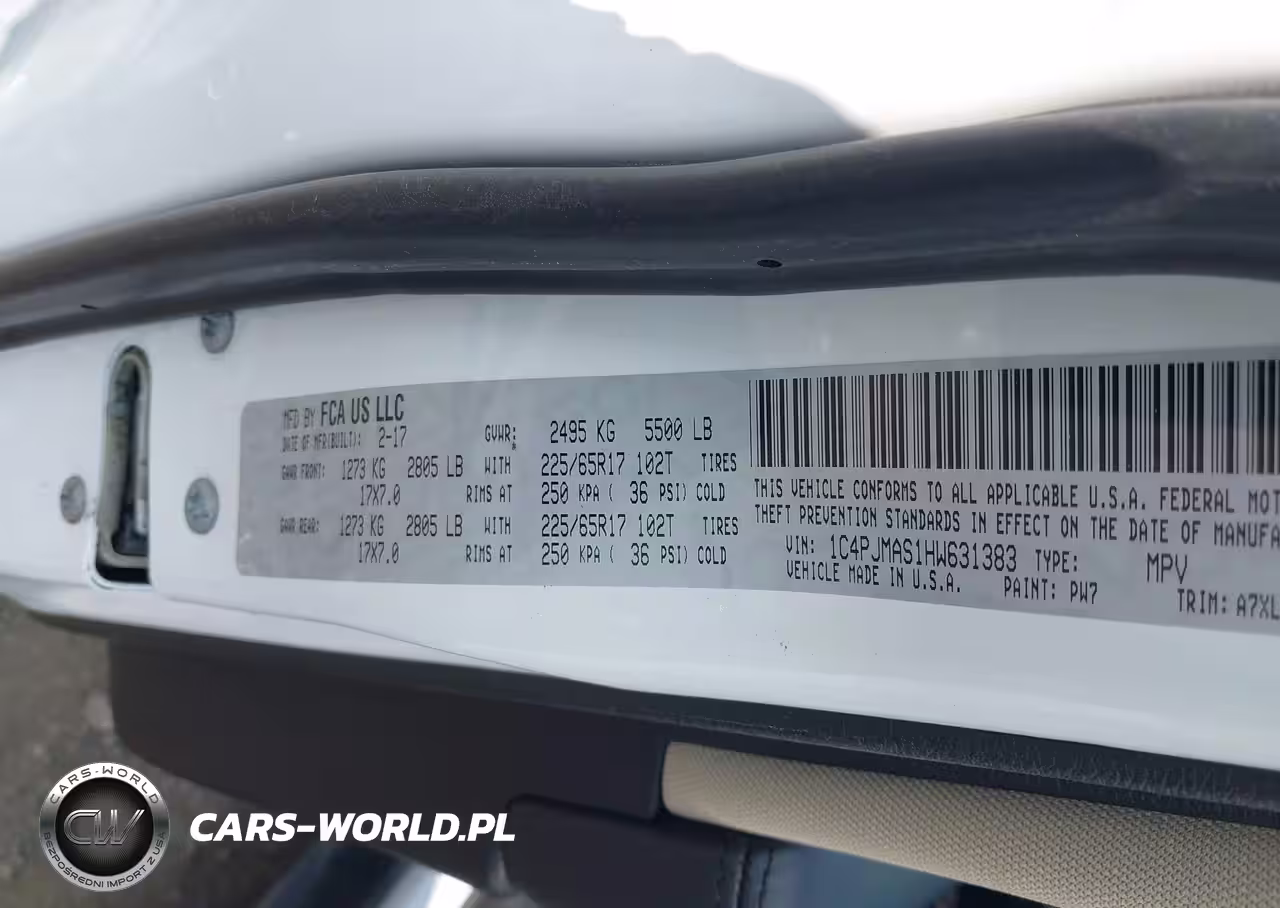 MFD BY FCA US LLC
DATE OF MFR(BUILT): 2-17 GVWR: 2495 KG 5500 LB
GAWR FRONT: 1273 KG 2805 LB WITH 225/65R17 102T TIRES
17X7.0 RIMS AT 250 KPA ( 36 PSI) COLD
GAWR REAR: 1273 KG 2805 LB WITH 225/65R17 102T TIRES
17X7.0 RIMS AT 250 KPA ( 36 PSI) COLD
THIS VEHICLE CONFORMS TO ALL APPLICABLE U.S.A. FEDERAL MOT
THEFT PREVENTION STANDARDS IN EFFECT ON THE DATE OF MANUFA
VIN: 1C4PJMAS1HW631383 TYPE: MPV
VEHICLE MADE IN U.S.A. PAINT: PW7 TRIM: A7XL
CARS-WORLD
CW
BEZPOŚREDNI IMPORT Z USA
CARS-WORLD.PL